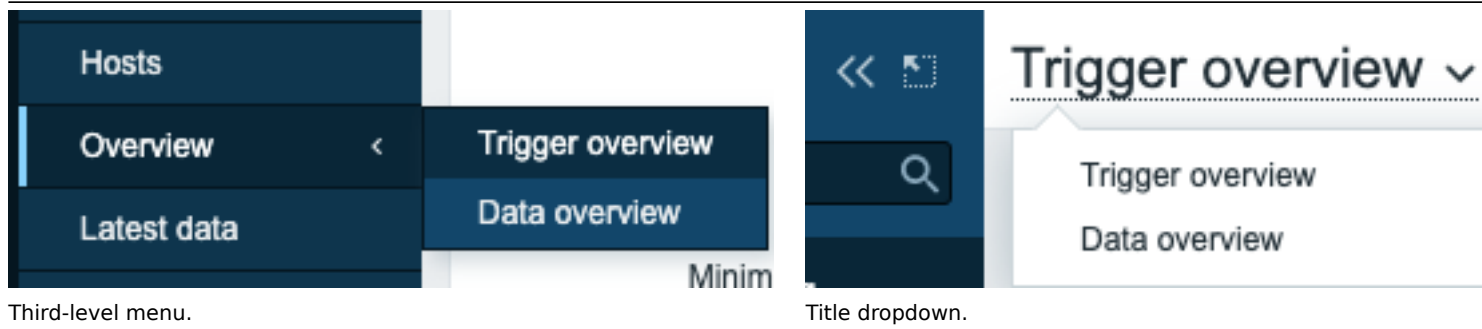 Hosts
Overview
Latest data
Trigger overview
Data overview
Minim
Third-level menu.
Trigger overview
Trigger overview
Data overview
Title dropdown.